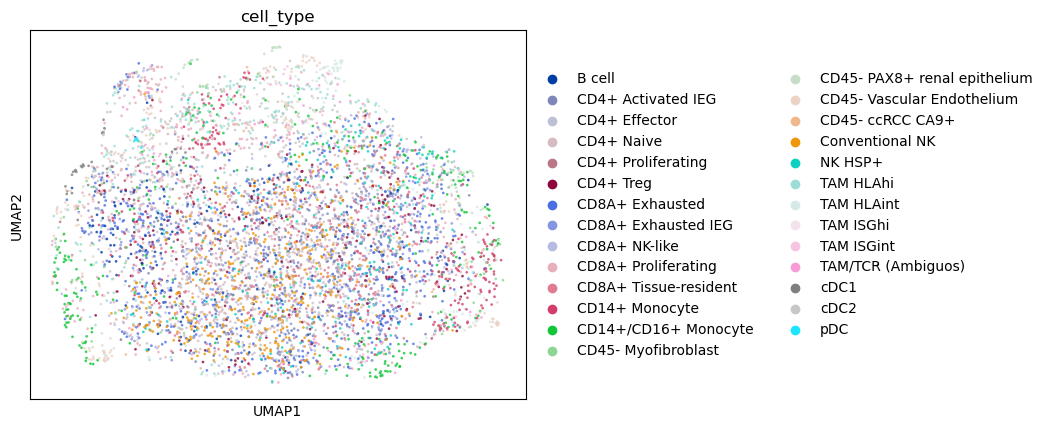 cell_type
UMAP2
UMAP1
B cell
CD4+ Activated IEG
CD4+ Effector
CD4+ Naive
CD4+ Proliferating
CD4+ Treg
CD8A+ Exhausted
CD8A+ Exhausted IEG
CD8A+ NK-like
CD8A+ Proliferating
CD8A+ Tissue-resident
CD14+ Monocyte
CD14+/CD16+ Monocyte
CD45- Myofibroblast
CD45- PAX8+ renal epithelium
CD45- Vascular Endothelium
CD45- ccRCC CA9+
Conventional NK
NK HSP+
TAM HLAhi
TAM HLAint
TAM ISGhi
TAM ISGint
TAM/TCR (Ambiguos)
cDC1
cDC2
pDC